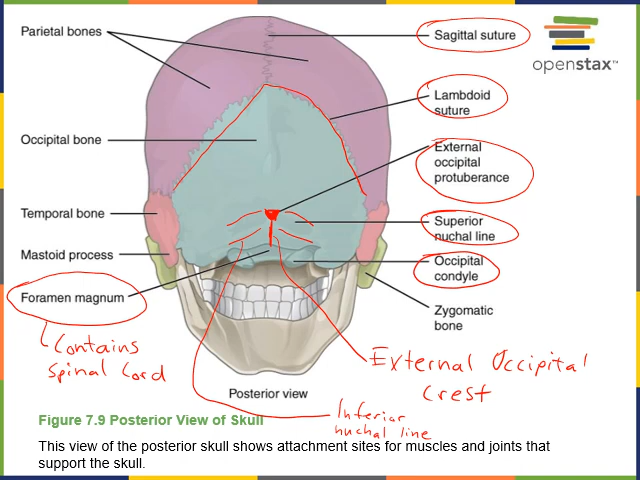 Parietal bones
Sagittal suture
openstax™
Lambdoid
suture
Occipital bone
External
occipital
protuberance
Temporal bone
Superior
nuchal line
Mastoid process
Occipital
condyle
Foramen magnum
Zygomatic
bone
Contains
Spinal Cord
External Occipital
Crest
Posterior view
Inferior
nuchal line
Figure 7.9 Posterior View of Skull
This view of the posterior skull shows attachment sites for muscles and joints that
support the skull.